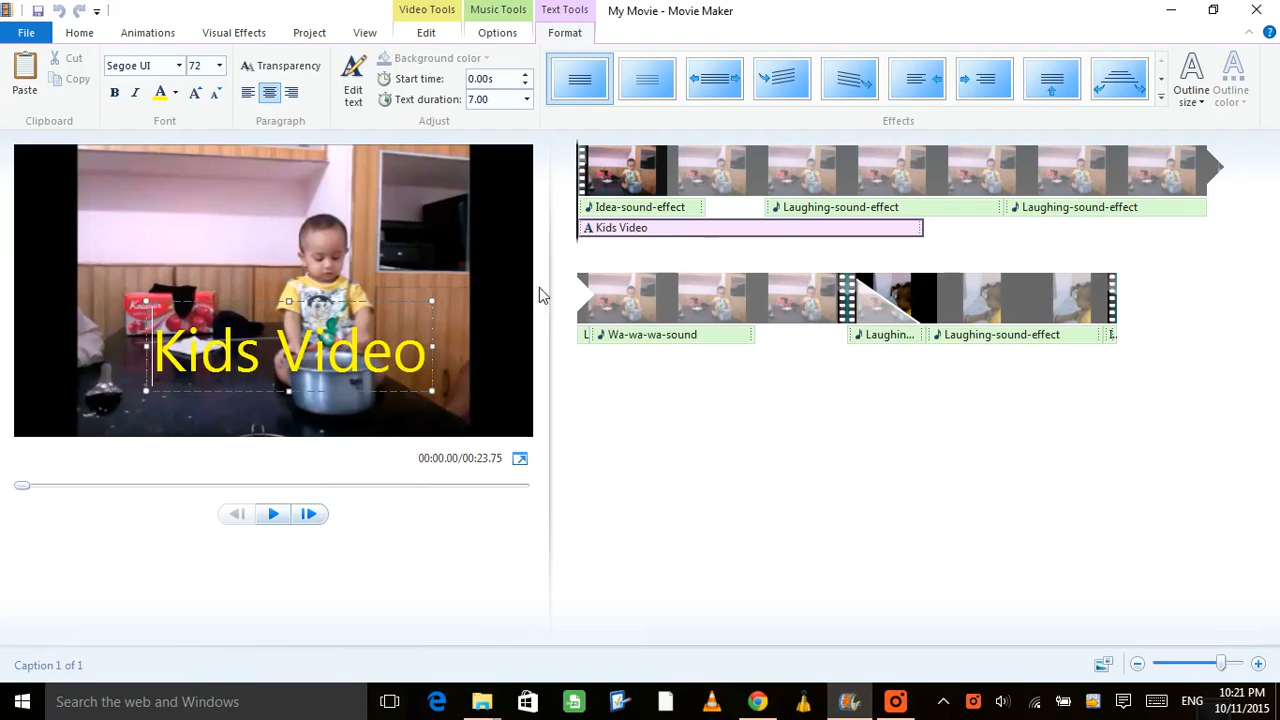 Video Tools
Music Tools
Text Tools
My Movie - Movie Maker
File
Home
Animations
Visual Effects
Project
View
Edit
Options
Format
Paste
Cut
Copy
Clipboard
Segoe UI
72
B
I
A
A
A
Font
Transparency
Paragraph
Edit text
Background color
Start time:
0.00s
Text duration:
7.00
Adjust
Effects
Outline size
Outline color
Kids Video
00:00.00/00:23.75
Idea-sound-effect
Laughing-sound-effect
Laughing-sound-effect
A Kids Video
L
Wa-wa-wa-sound
Laughin...
Laughing-sound-effect
Caption 1 of 1
Search the web and Windows
ENG
10:21 PM
10/11/2015